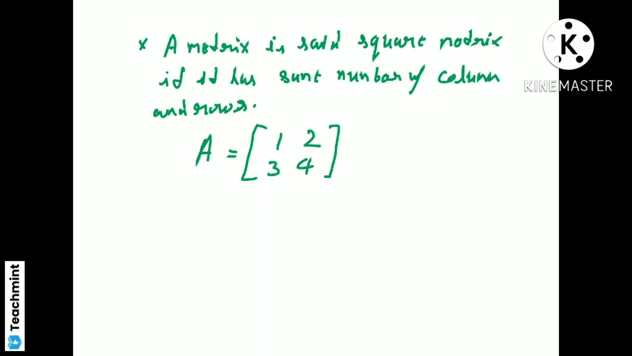 * A matrix is said square matrix
if it has same number of column
and rows.
A = [ 1 2
3 4 ]
K
KINEMASTER
Teachmint